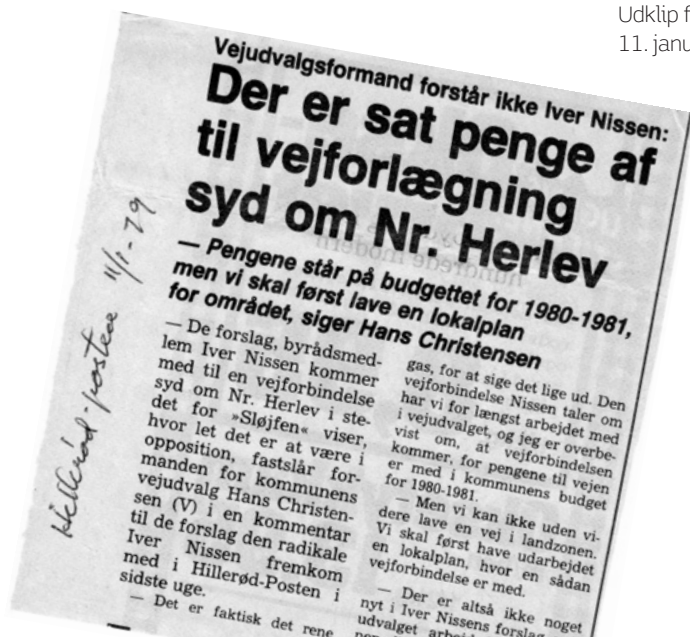 Udklip f
11. janu
Vejudvalgsformand forstår ikke Iver Nissen:
Der er sat penge af
til vejforlægning
syd om Nr. Herlev
— Pengene står på budgettet for 1980-1981,
men vi skal først lave en lokalplan
for området, siger Hans Christensen
— De forslag, byrådsmed-
lem Iver Nissen kommer
med til en vejforbindelse
syd om Nr. Herlev i ste-
det for »Sløjfen« viser,
hvor let det er at være i
opposition, fastslår for-
manden for kommunens
vejudvalg Hans Christen-
sen (V) i en kommentar
til de forslag den radikale
Iver Nissen fremkom
med i Hillerød-Posten i
sidste uge.
— Det er faktisk det rene
gas, for at sige det lige ud. Den
vejforbindelse Nissen taler om
har vi for længst arbejdet med
i vejudvalget, og jeg er overbe-
vist om, at vejforbindelsen
kommer, for pengene til vejen
er med i kommunens budget
for 1980-1981.
— Men vi kan ikke uden vi-
dere lave en vej i landzonen.
Vi skal først have udarbejdet
en lokalplan, hvor en sådan
vejforbindelse er med.
— Der er altså ikke noget
nyt i Iver Nissens forslag
udvalget
Hillerød-posten 11/1-79